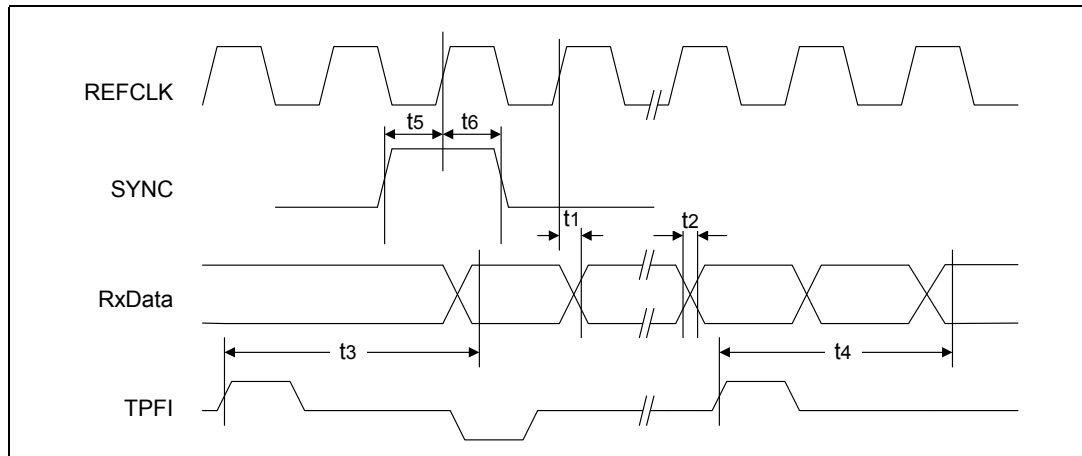 REFCLK
t5 t6
SYNC
t1 t2
RxData
t3 t4
TPFI